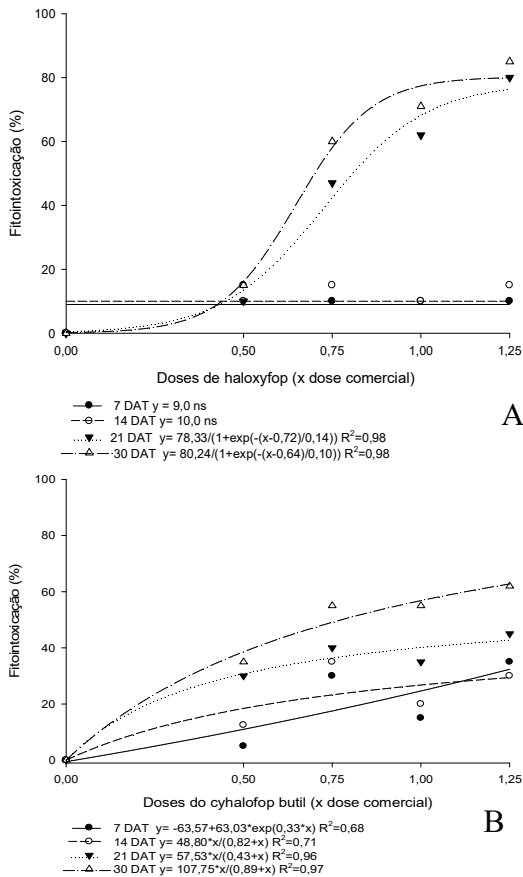 100
80
60
40
20
0
Fitointoxicação (%)
0,00 0,50 0,75 1,00 1,25
Doses de haloxyfop (x dose comercial)
7 DAT y = 9,0 ns
14 DAT y= 10,0 ns
21 DAT y= 78,33/(1+exp(-(x-0,72)/0,14)) R²=0,98
30 DAT y= 80,24/(1+exp(-(x-0,64)/0,10)) R²=0,98
A
100
80
60
40
20
0
Fitointoxicação (%)
0,00 0,50 0,75 1,00 1,25
Doses do cyhalofop butil (x dose comercial)
7 DAT y= -63,57+63,03*exp(0,33*x) R²=0,68
14 DAT y= 48,80*x/(0,82+x) R²=0,71
21 DAT y= 57,53*x/(0,43+x) R²=0,96
30 DAT y= 107,75*x/(0,89+x) R²=0,97
B